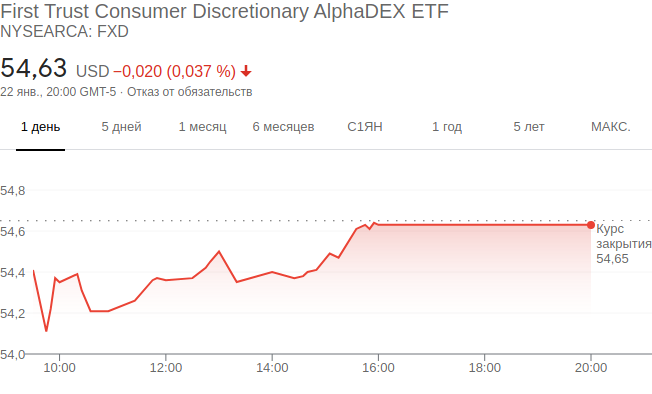 First Trust Consumer Discretionary AlphaDEX ETF
NYSEARCA: FXD
54,63 USD −0,020 (0,037 %)
22 янв., 20:00 GMT-5 · Отказ от обязательств
1 день 5 дней 1 месяц 6 месяцев С1ЯН 1 год 5 лет МАКС.
54,8
54,6
54,4
54,2
54,0
Курс
закрытия
54,65
10:00 12:00 14:00 16:00 18:00 20:00